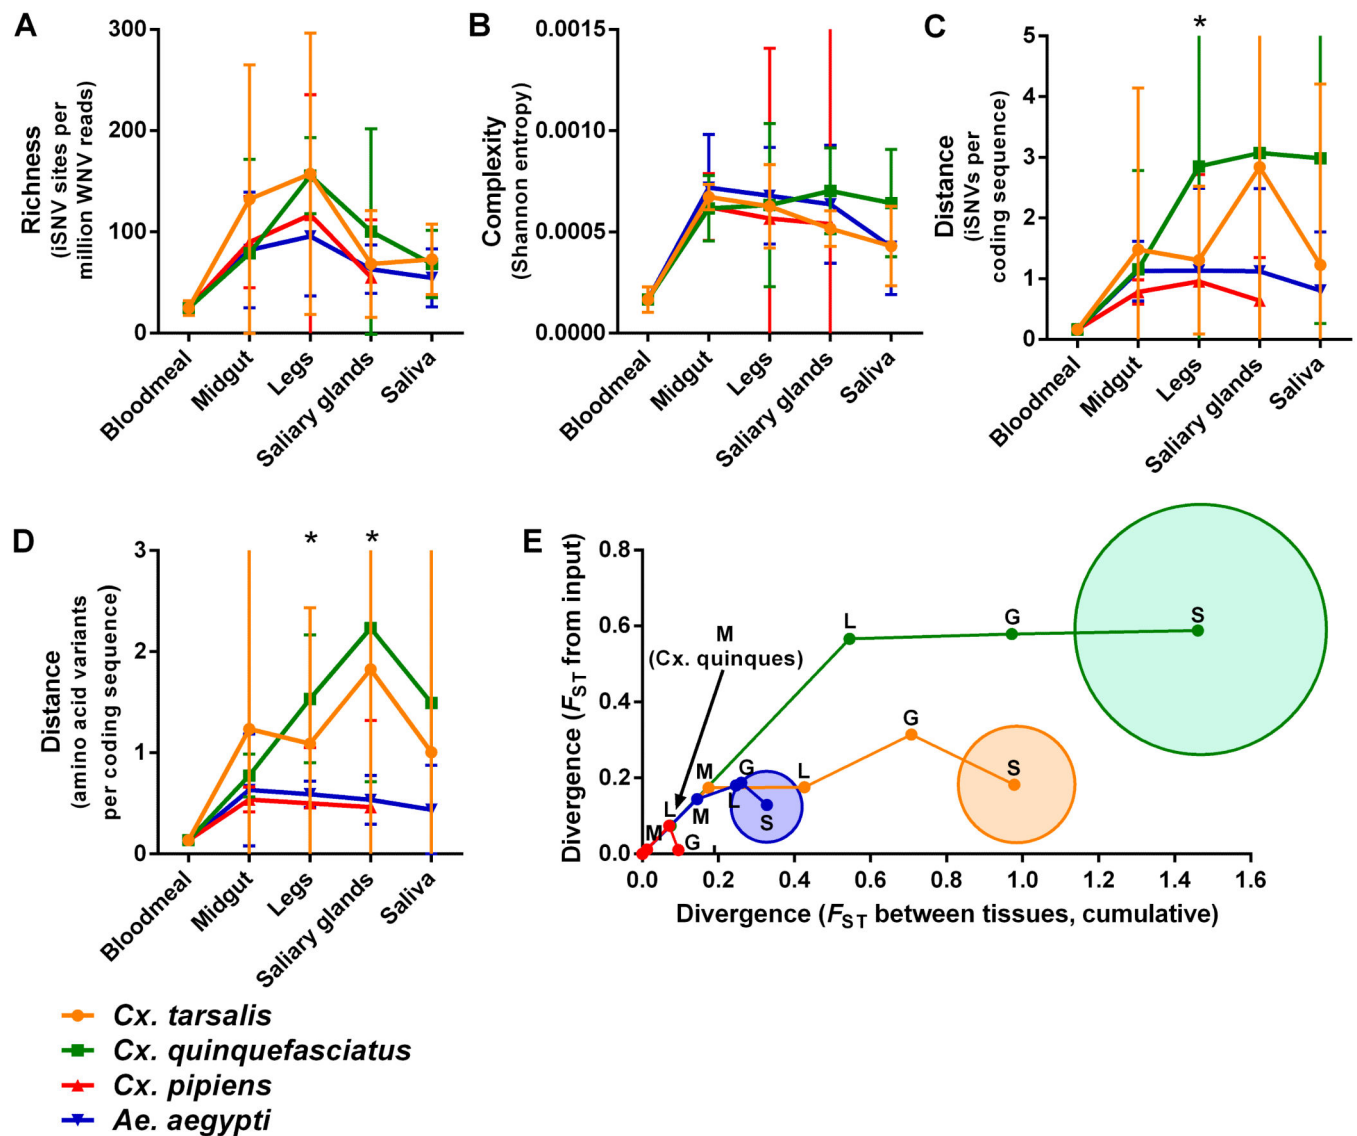 A
Richness
(iSNV sites per
million WNV reads)
300
200
100
0
Bloodmeal
Midgut
Legs
Saliary glands
Saliva
B
Complexity
(Shannon entropy)
0.0015
0.0010
0.0005
0.0000
Bloodmeal
Midgut
Legs
Saliary glands
Saliva
C
*
Distance
(iSNVs per
coding sequence)
5
4
3
2
1
0
Bloodmeal
Midgut
Legs
Saliary glands
Saliva
D
* *
Distance
(amino acid variants
per coding sequence)
3
2
1
0
Bloodmeal
Midgut
Legs
Saliary glands
Saliva
E
Divergence (FST from input)
0.8
0.6
0.4
0.2
0.0
M
(Cx. quinques)
L
G
S
M
L
G
S
M
L
G
S
M
L
G
0.0 0.2 0.4 0.6 0.8 1.0 1.2 1.4 1.6
Divergence (FST between tissues, cumulative)
Cx. tarsalis
Cx. quinquefasciatus
Cx. pipiens
Ae. aegypti